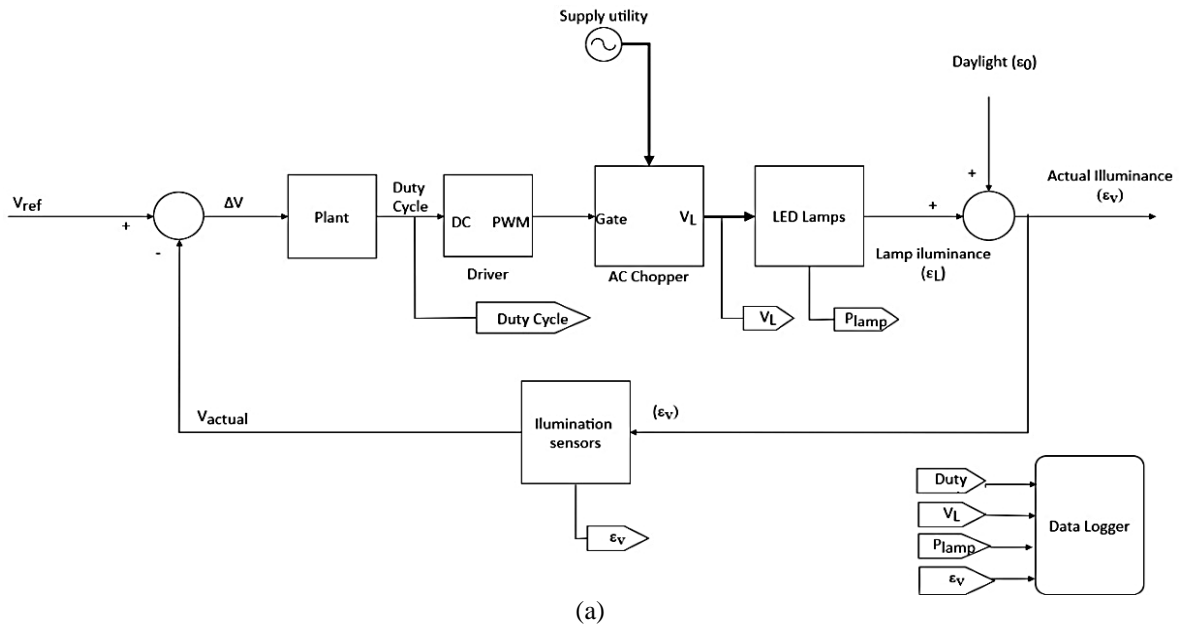 Supply utility
Daylight (ε0)
Vref
+
-
ΔV
Plant
Duty
Cycle
DC PWM
Driver
Gate
VL
AC Chopper
LED Lamps
+
+
Lamp iluminance
(εL)
Actual Illuminance
(εv)
Duty Cycle
VL
Plamp
Vactual
Ilumination
sensors
(εv)
εv
Duty
VL
Plamp
εv
Data Logger
(a)